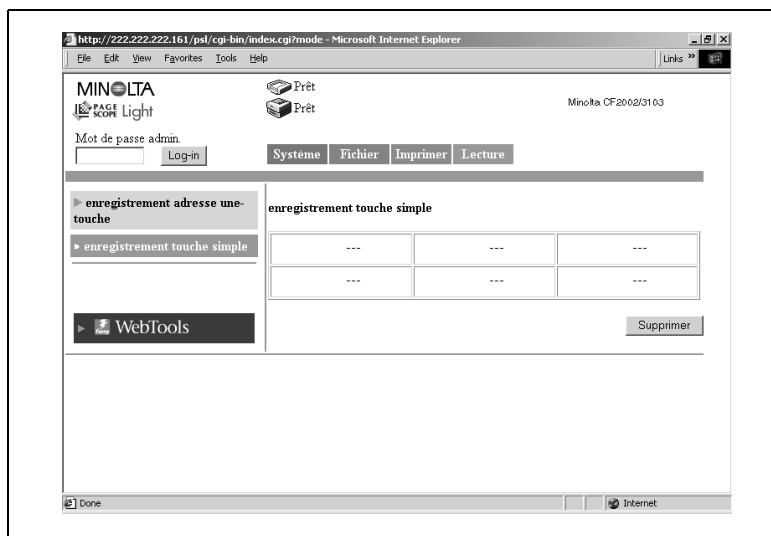 http://222.222.222.161/psl/cgi-bin/index.cgi?mode - Microsoft Internet Explorer
File Edit View Favorites Tools Help
Links »
MINOLTA
PAGE SCOPE Light
Prêt
Prêt
Minolta CF2002/3103
Mot de passe admin.
Log-in
Système Fichier Imprimer Lecture
enregistrement adresse une-
touche
enregistrement touche simple
enregistrement touche simple
--- --- ---
--- --- ---
Supprimer
WebTools
Done
Internet